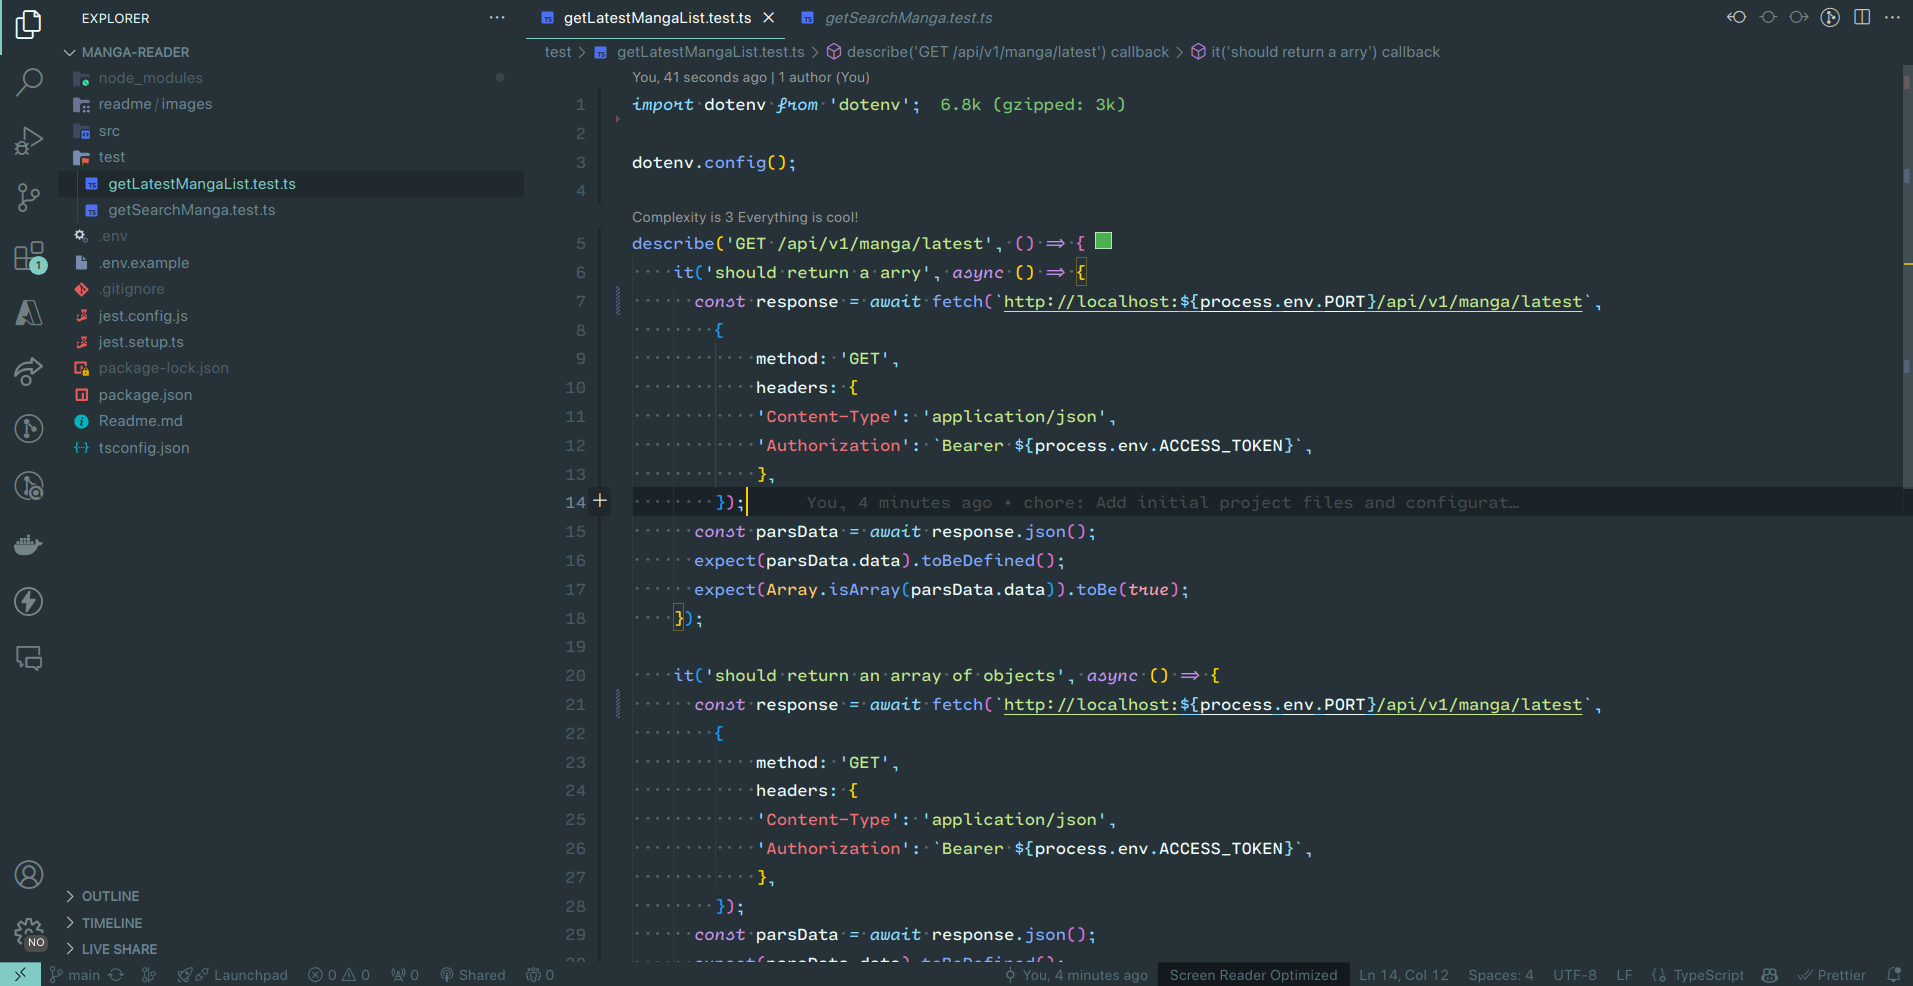 EXPLORER
MANGA-READER
node_modules
readme / images
src
test
getLatestMangaList.test.ts
getSearchManga.test.ts
.env
.env.example
.gitignore
jest.config.js
jest.setup.ts
package-lock.json
package.json
Readme.md
tsconfig.json
1
OUTLINE
TIMELINE
LIVE SHARE
NO
getLatestMangaList.test.ts
getSearchManga.test.ts
test > getLatestMangaList.test.ts > describe('GET /api/v1/manga/latest') callback > it('should return a arry') callback
You, 41 seconds ago | 1 author (You)
1 import dotenv from 'dotenv'; 6.8k (gzipped: 3k)
2
3 dotenv.config();
4
Complexity is 3 Everything is cool!
5 describe('GET /api/v1/manga/latest', () => {
6 it('should return a arry', async () => {
7 const response = await fetch(`http://localhost:${process.env.PORT}/api/v1/manga/latest`,
8 {
9 method: 'GET',
10 headers: {
11 'Content-Type': 'application/json',
12 'Authorization': `Bearer ${process.env.ACCESS_TOKEN}`,
13 },
14 }); You, 4 minutes ago • chore: Add initial project files and configurat…
15 const parsData = await response.json();
16 expect(parsData.data).toBeDefined();
17 expect(Array.isArray(parsData.data)).toBe(true);
18 });
19
20 it('should return an array of objects', async () => {
21 const response = await fetch(`http://localhost:${process.env.PORT}/api/v1/manga/latest`,
22 {
23 method: 'GET',
24 headers: {
25 'Content-Type': 'application/json',
26 'Authorization': `Bearer ${process.env.ACCESS_TOKEN}`,
27 },
28 });
29 const parsData = await response.json();
main Launchpad 0 0 0 Shared 0 You, 4 minutes ago Screen Reader Optimized Ln 14, Col 12 Spaces: 4 UTF-8 LF TypeScript Prettier